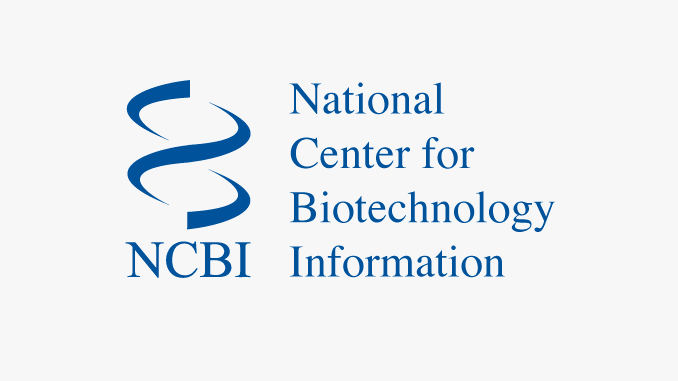 NCBI
National
Center for
Biotechnology
Information